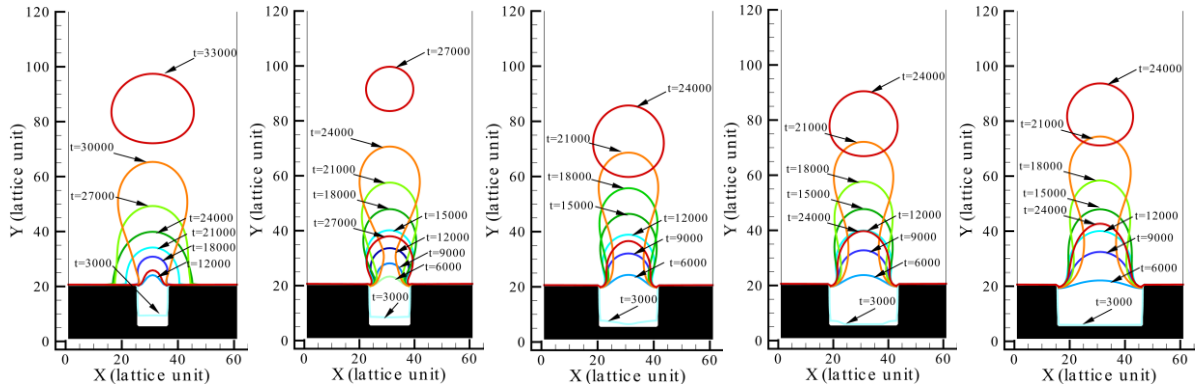 120
100
80
60
40
20
0
Y (lattice unit)
t=33000
t=30000
t=27000
t=24000
t=21000
t=18000
t=3000
t=12000
0 20 40 60
X (lattice unit)
120
100
80
60
40
20
0
Y (lattice unit)
t=27000
t=24000
t=21000
t=18000
t=15000
t=27000
t=12000
t=9000
t=6000
t=3000
0 20 40 60
X (lattice unit)
120
100
80
60
40
20
0
Y (lattice unit)
t=24000
t=21000
t=18000
t=15000
t=12000
t=9000
t=6000
t=3000
0 20 40 60
X (lattice unit)
120
100
80
60
40
20
0
Y (lattice unit)
t=24000
t=21000
t=18000
t=15000
t=12000
t=24000
t=9000
t=6000
t=3000
0 20 40 60
X (lattice unit)
120
100
80
60
40
20
0
Y (lattice unit)
t=24000
t=21000
t=18000
t=15000
t=24000
t=12000
t=9000
t=6000
t=3000
0 20 40 60
X (lattice unit)